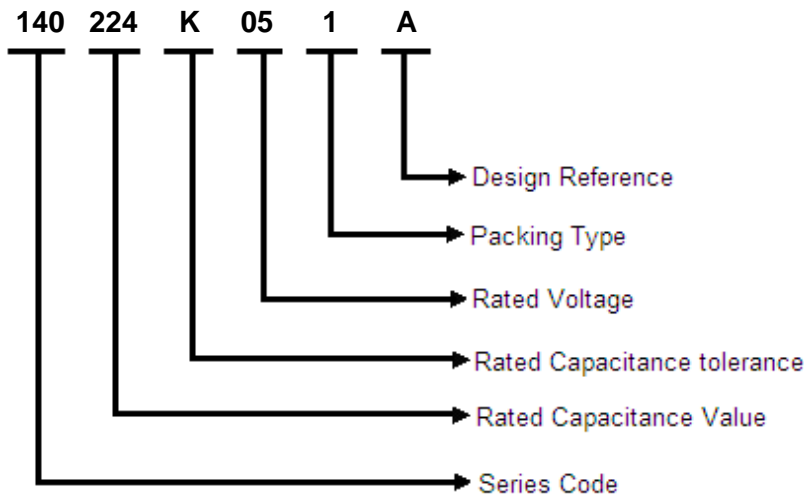 140 224 K 05 1 A
Design Reference
Packing Type
Rated Voltage
Rated Capacitance tolerance
Rated Capacitance Value
Series Code